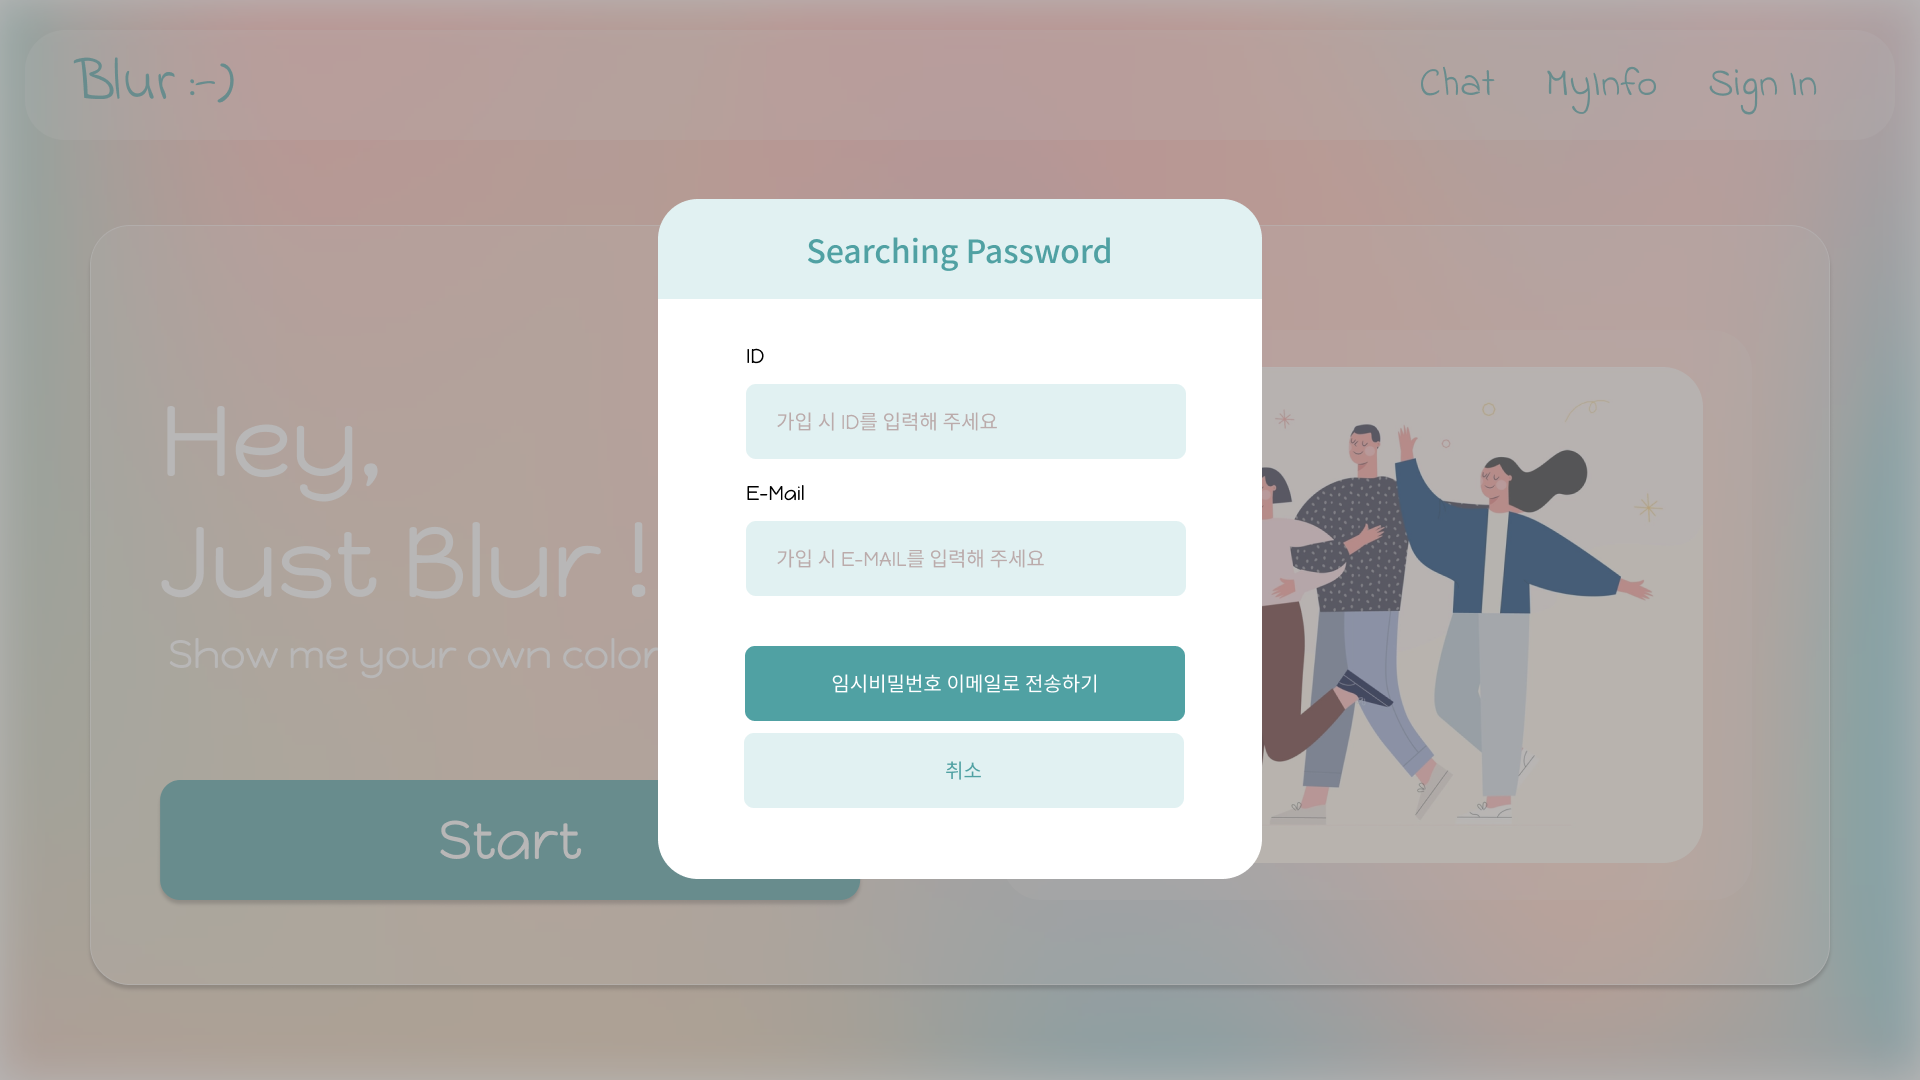 Blur :-)
Chat MyInfo Sign In
Searching Password
ID
가입 시 ID를 입력해 주세요
E-Mail
가입 시 E-MAIL를 입력해 주세요
임시비밀번호 이메일로 전송하기
취소
Hey,
Just Blur !
Show me your own color
Start